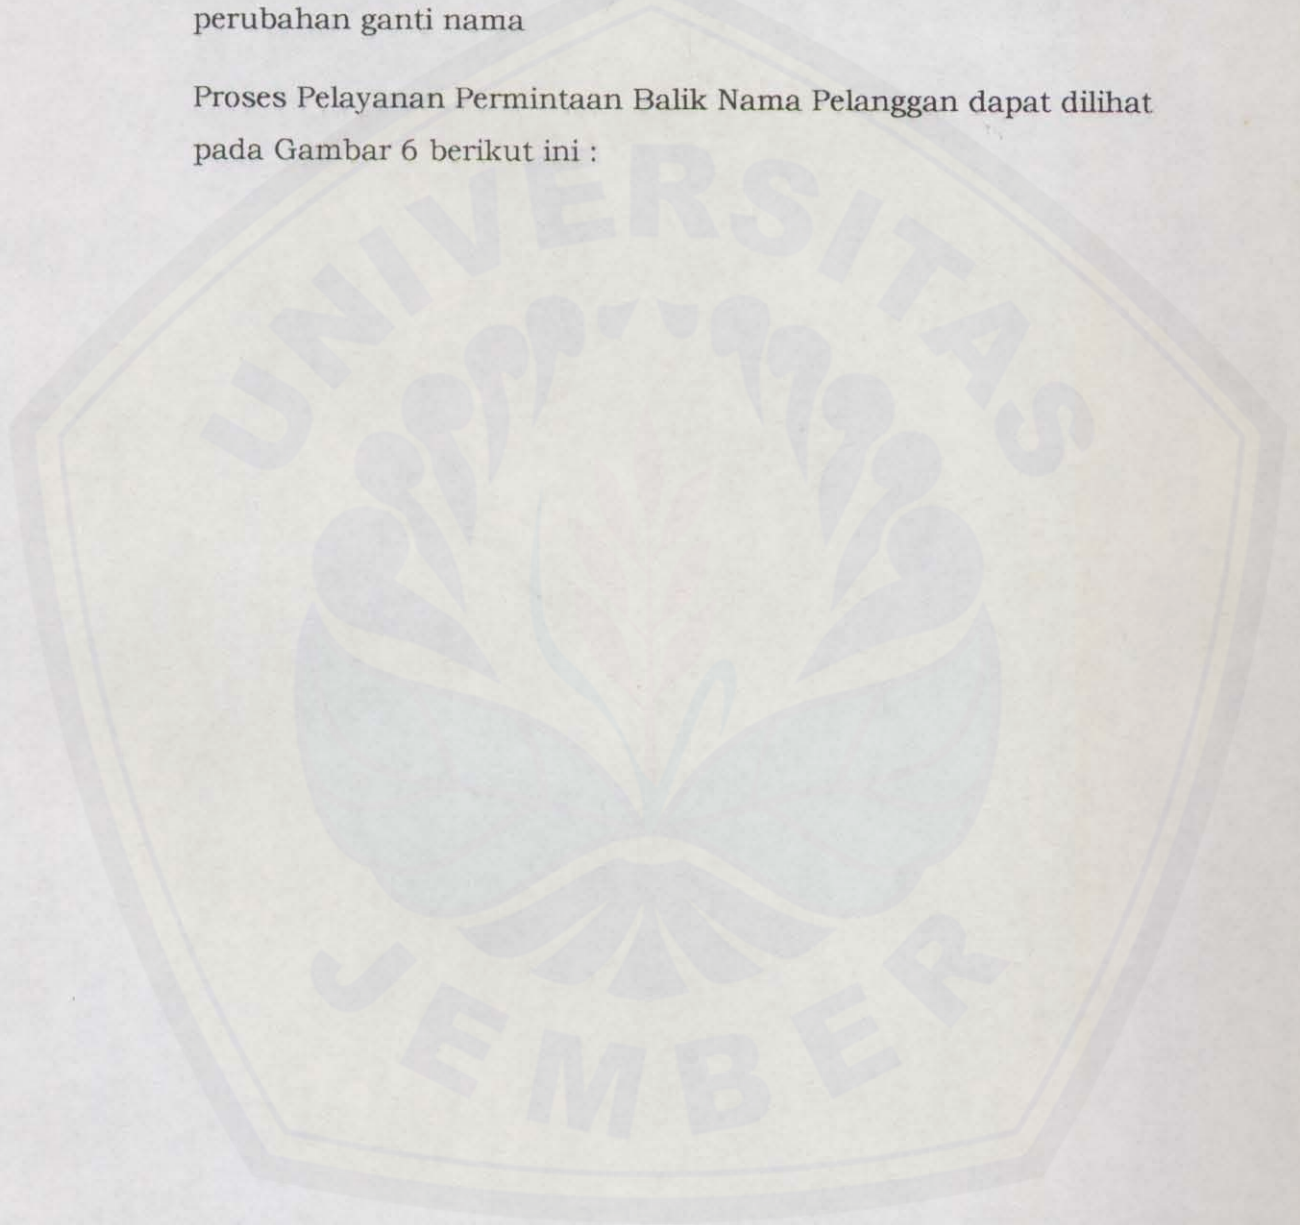 perubahan ganti nama
Proses Pelayanan Permintaan Balik Nama Pelanggan dapat dilihat
pada Gambar 6 berikut ini :
UNIVERSITAS
JEMBER